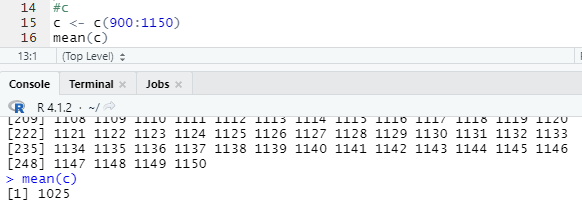 14 #c
15 c <- c(900:1150)
16 mean(c)
13:1 (Top Level)
Console Terminal Jobs
R 4.1.2 · ~/
[209] 1108 1109 1110 1111 1112 1113 1114 1115 1116 1117 1118 1119 1120
[222] 1121 1122 1123 1124 1125 1126 1127 1128 1129 1130 1131 1132 1133
[235] 1134 1135 1136 1137 1138 1139 1140 1141 1142 1143 1144 1145 1146
[248] 1147 1148 1149 1150
> mean(c)
[1] 1025